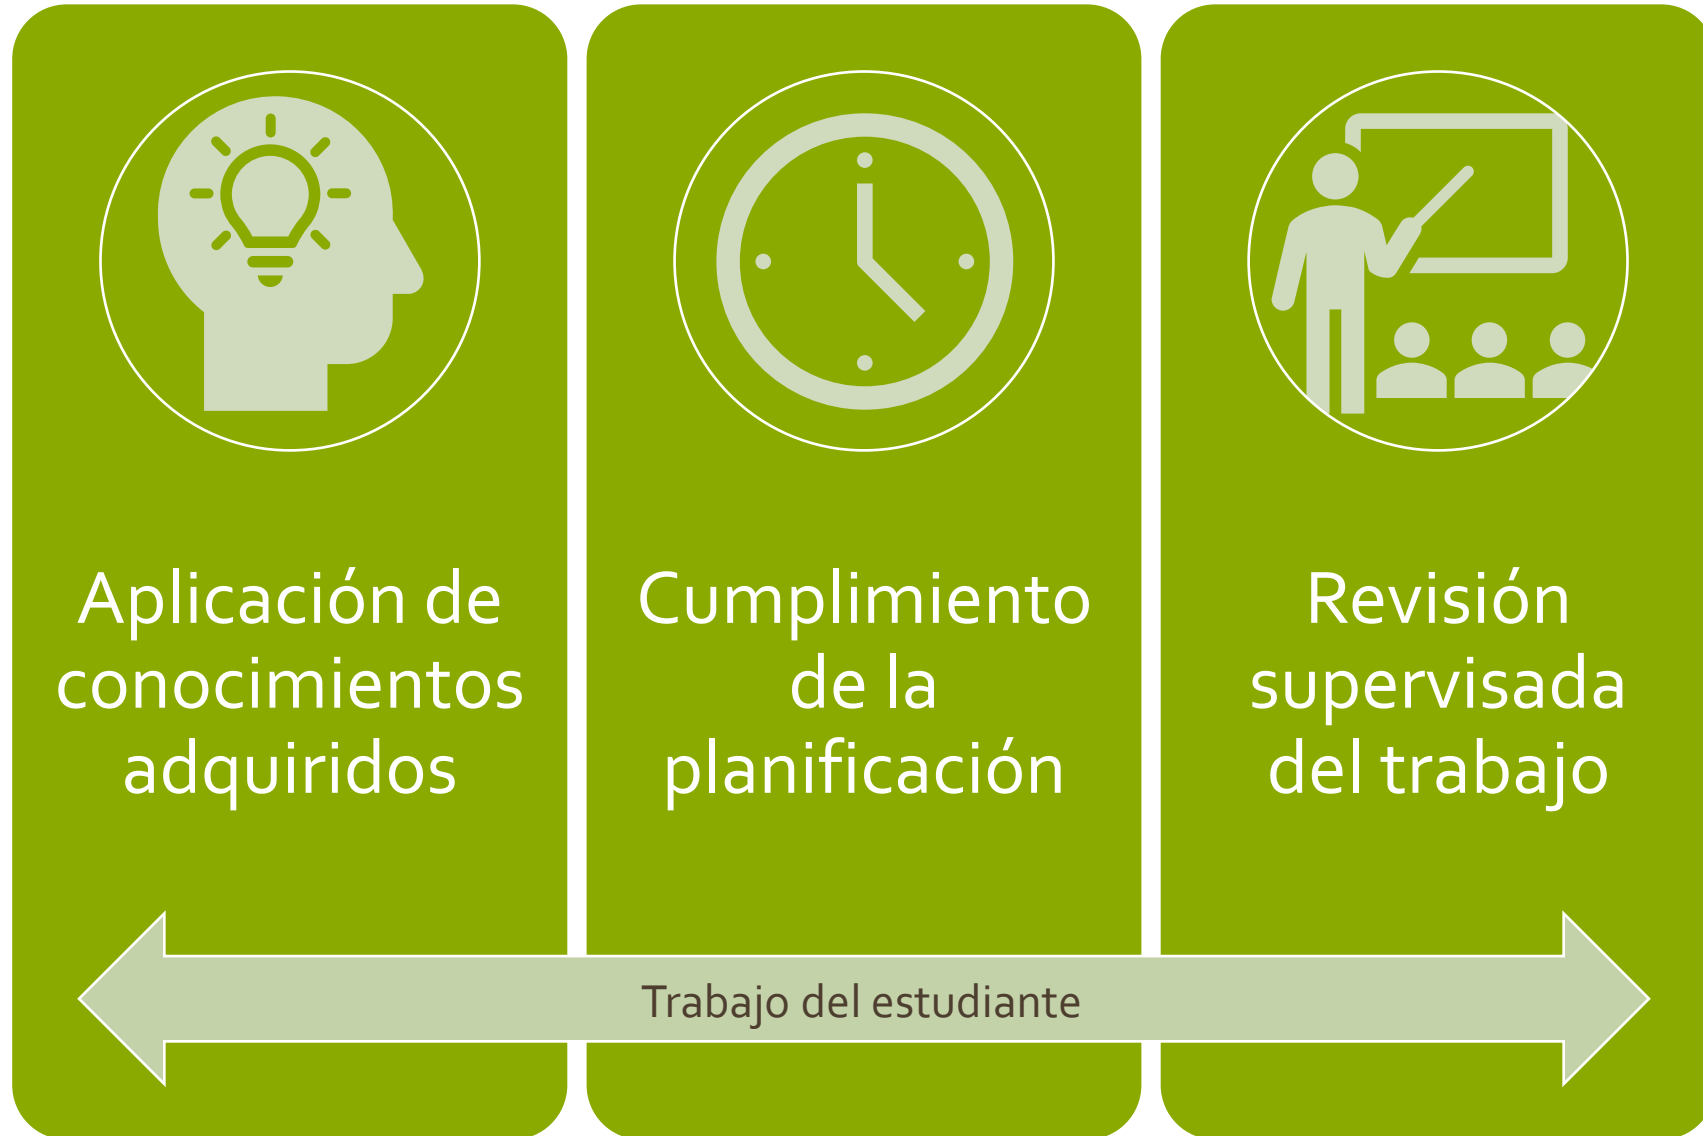 Aplicación de
conocimientos
adquiridos
Cumplimiento
de la
planificación
Revisión
supervisada
del trabajo
Trabajo del estudiante